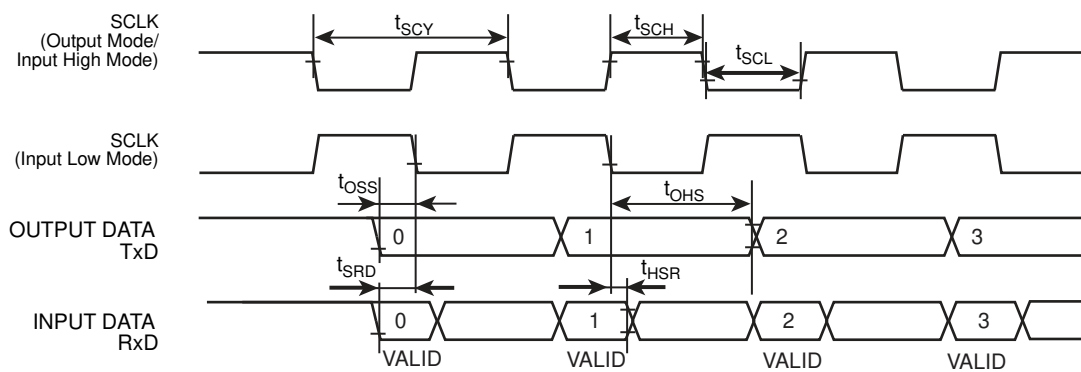 SCLK
(Output Mode/
Input High Mode)
tSCY
tSCH
tSCL
SCLK
(Input Low Mode)
tOSS
tOHS
OUTPUT DATA
TxD
0
1
2
3
tSRD
tHSR
INPUT DATA
RxD
0
1
2
3
VALID
VALID
VALID
VALID